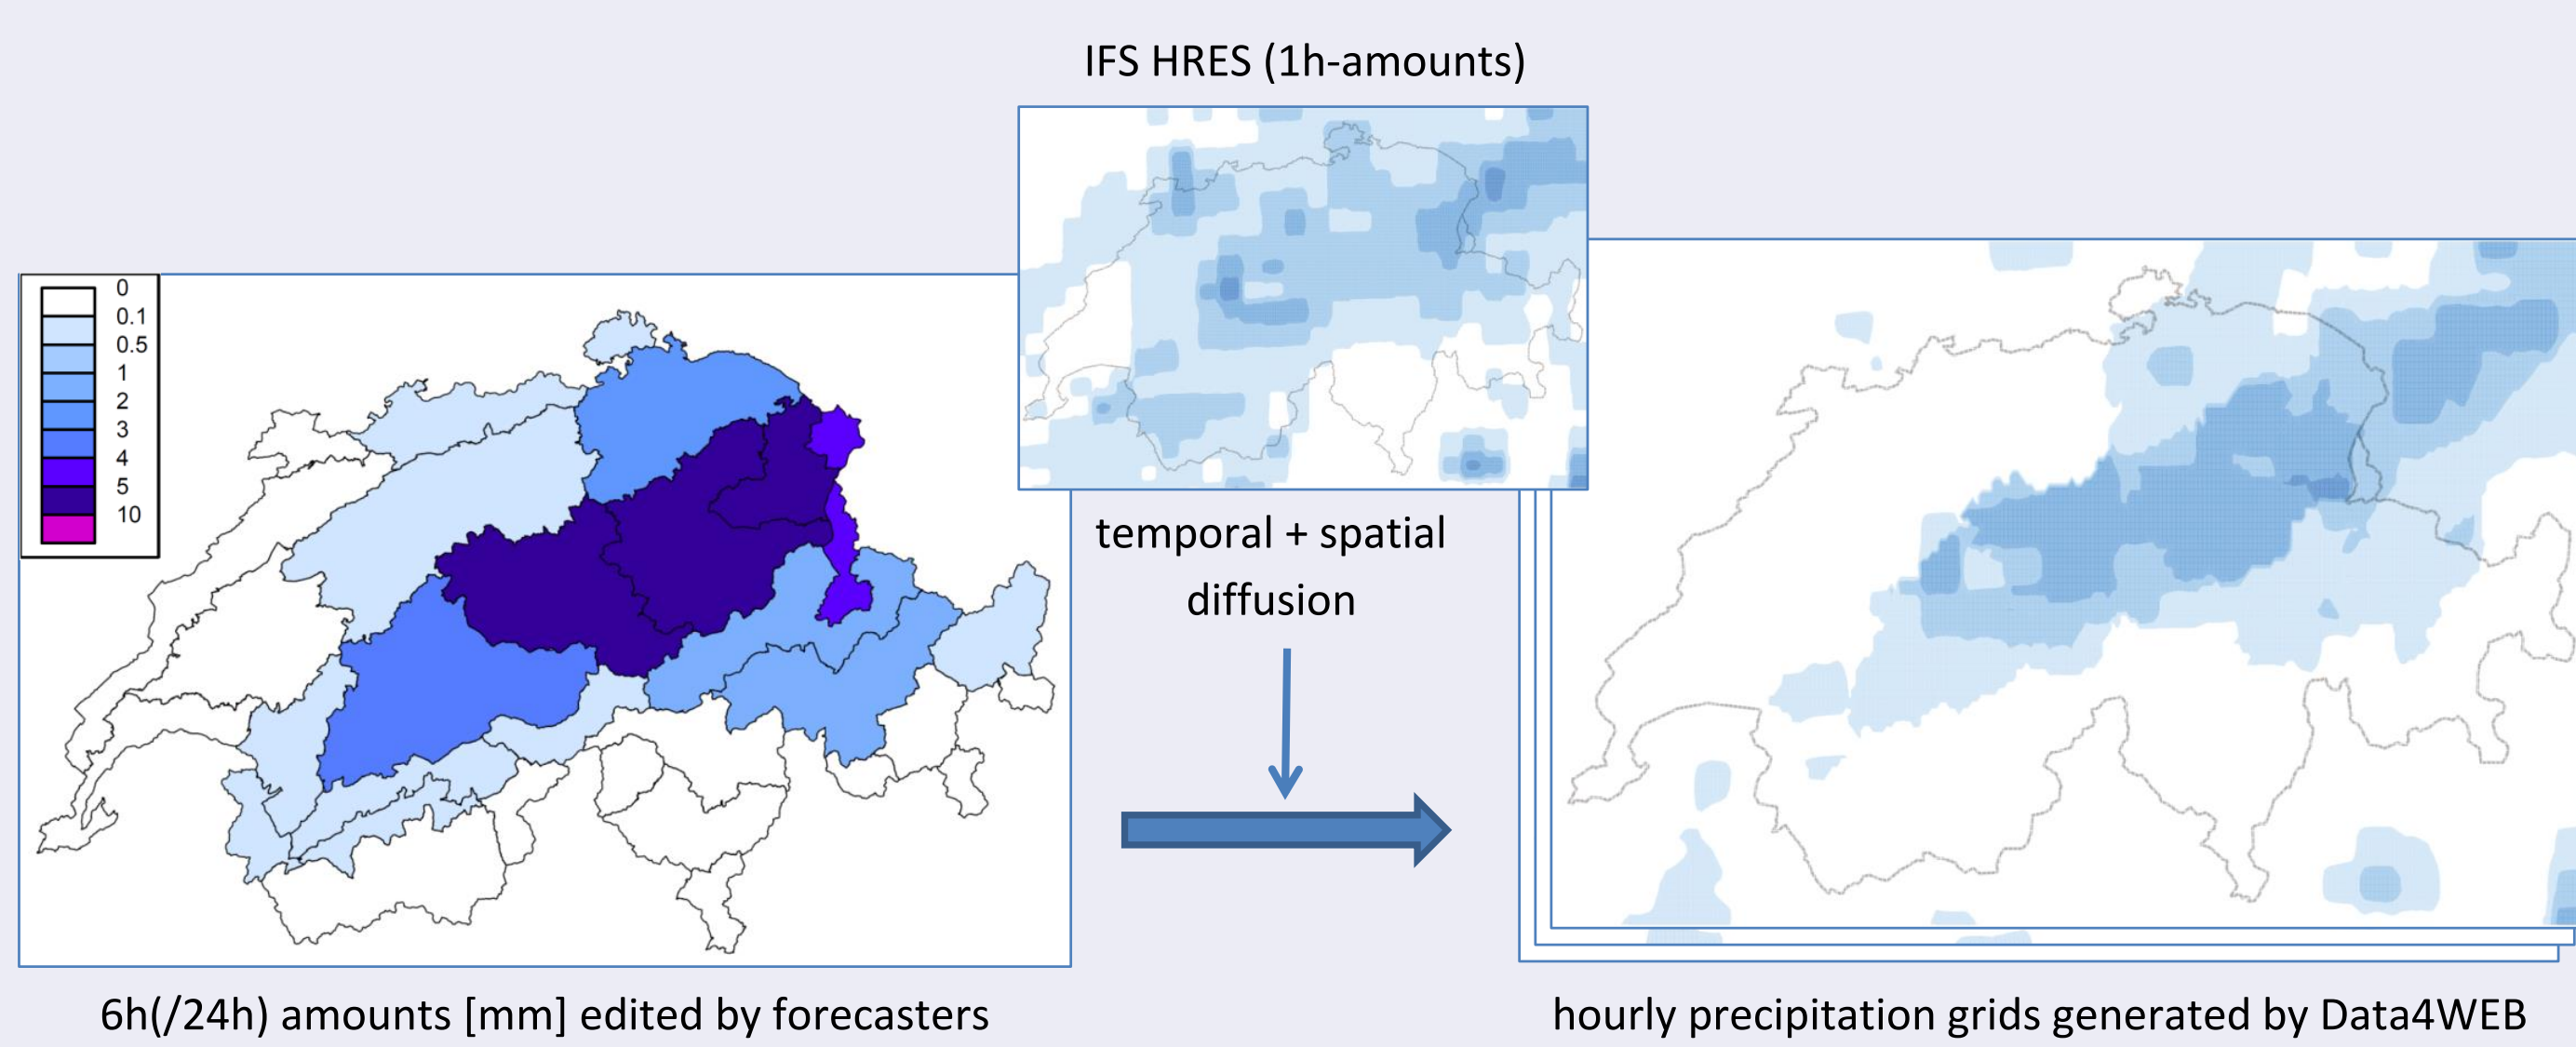 IFS HRES (1h-amounts)
0
0.1
0.5
1
2
3
4
5
10
temporal + spatial
diffusion
6h(/24h) amounts [mm] edited by forecasters
hourly precipitation grids generated by Data4WEB